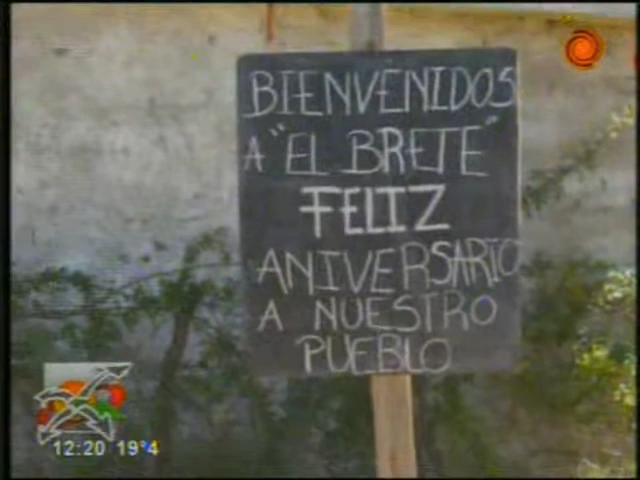 BIENVENIDOS
A "EL BRETE"
FELIZ
ANIVERSARIO
A NUESTRO
PUEBLO
12:20 19°4